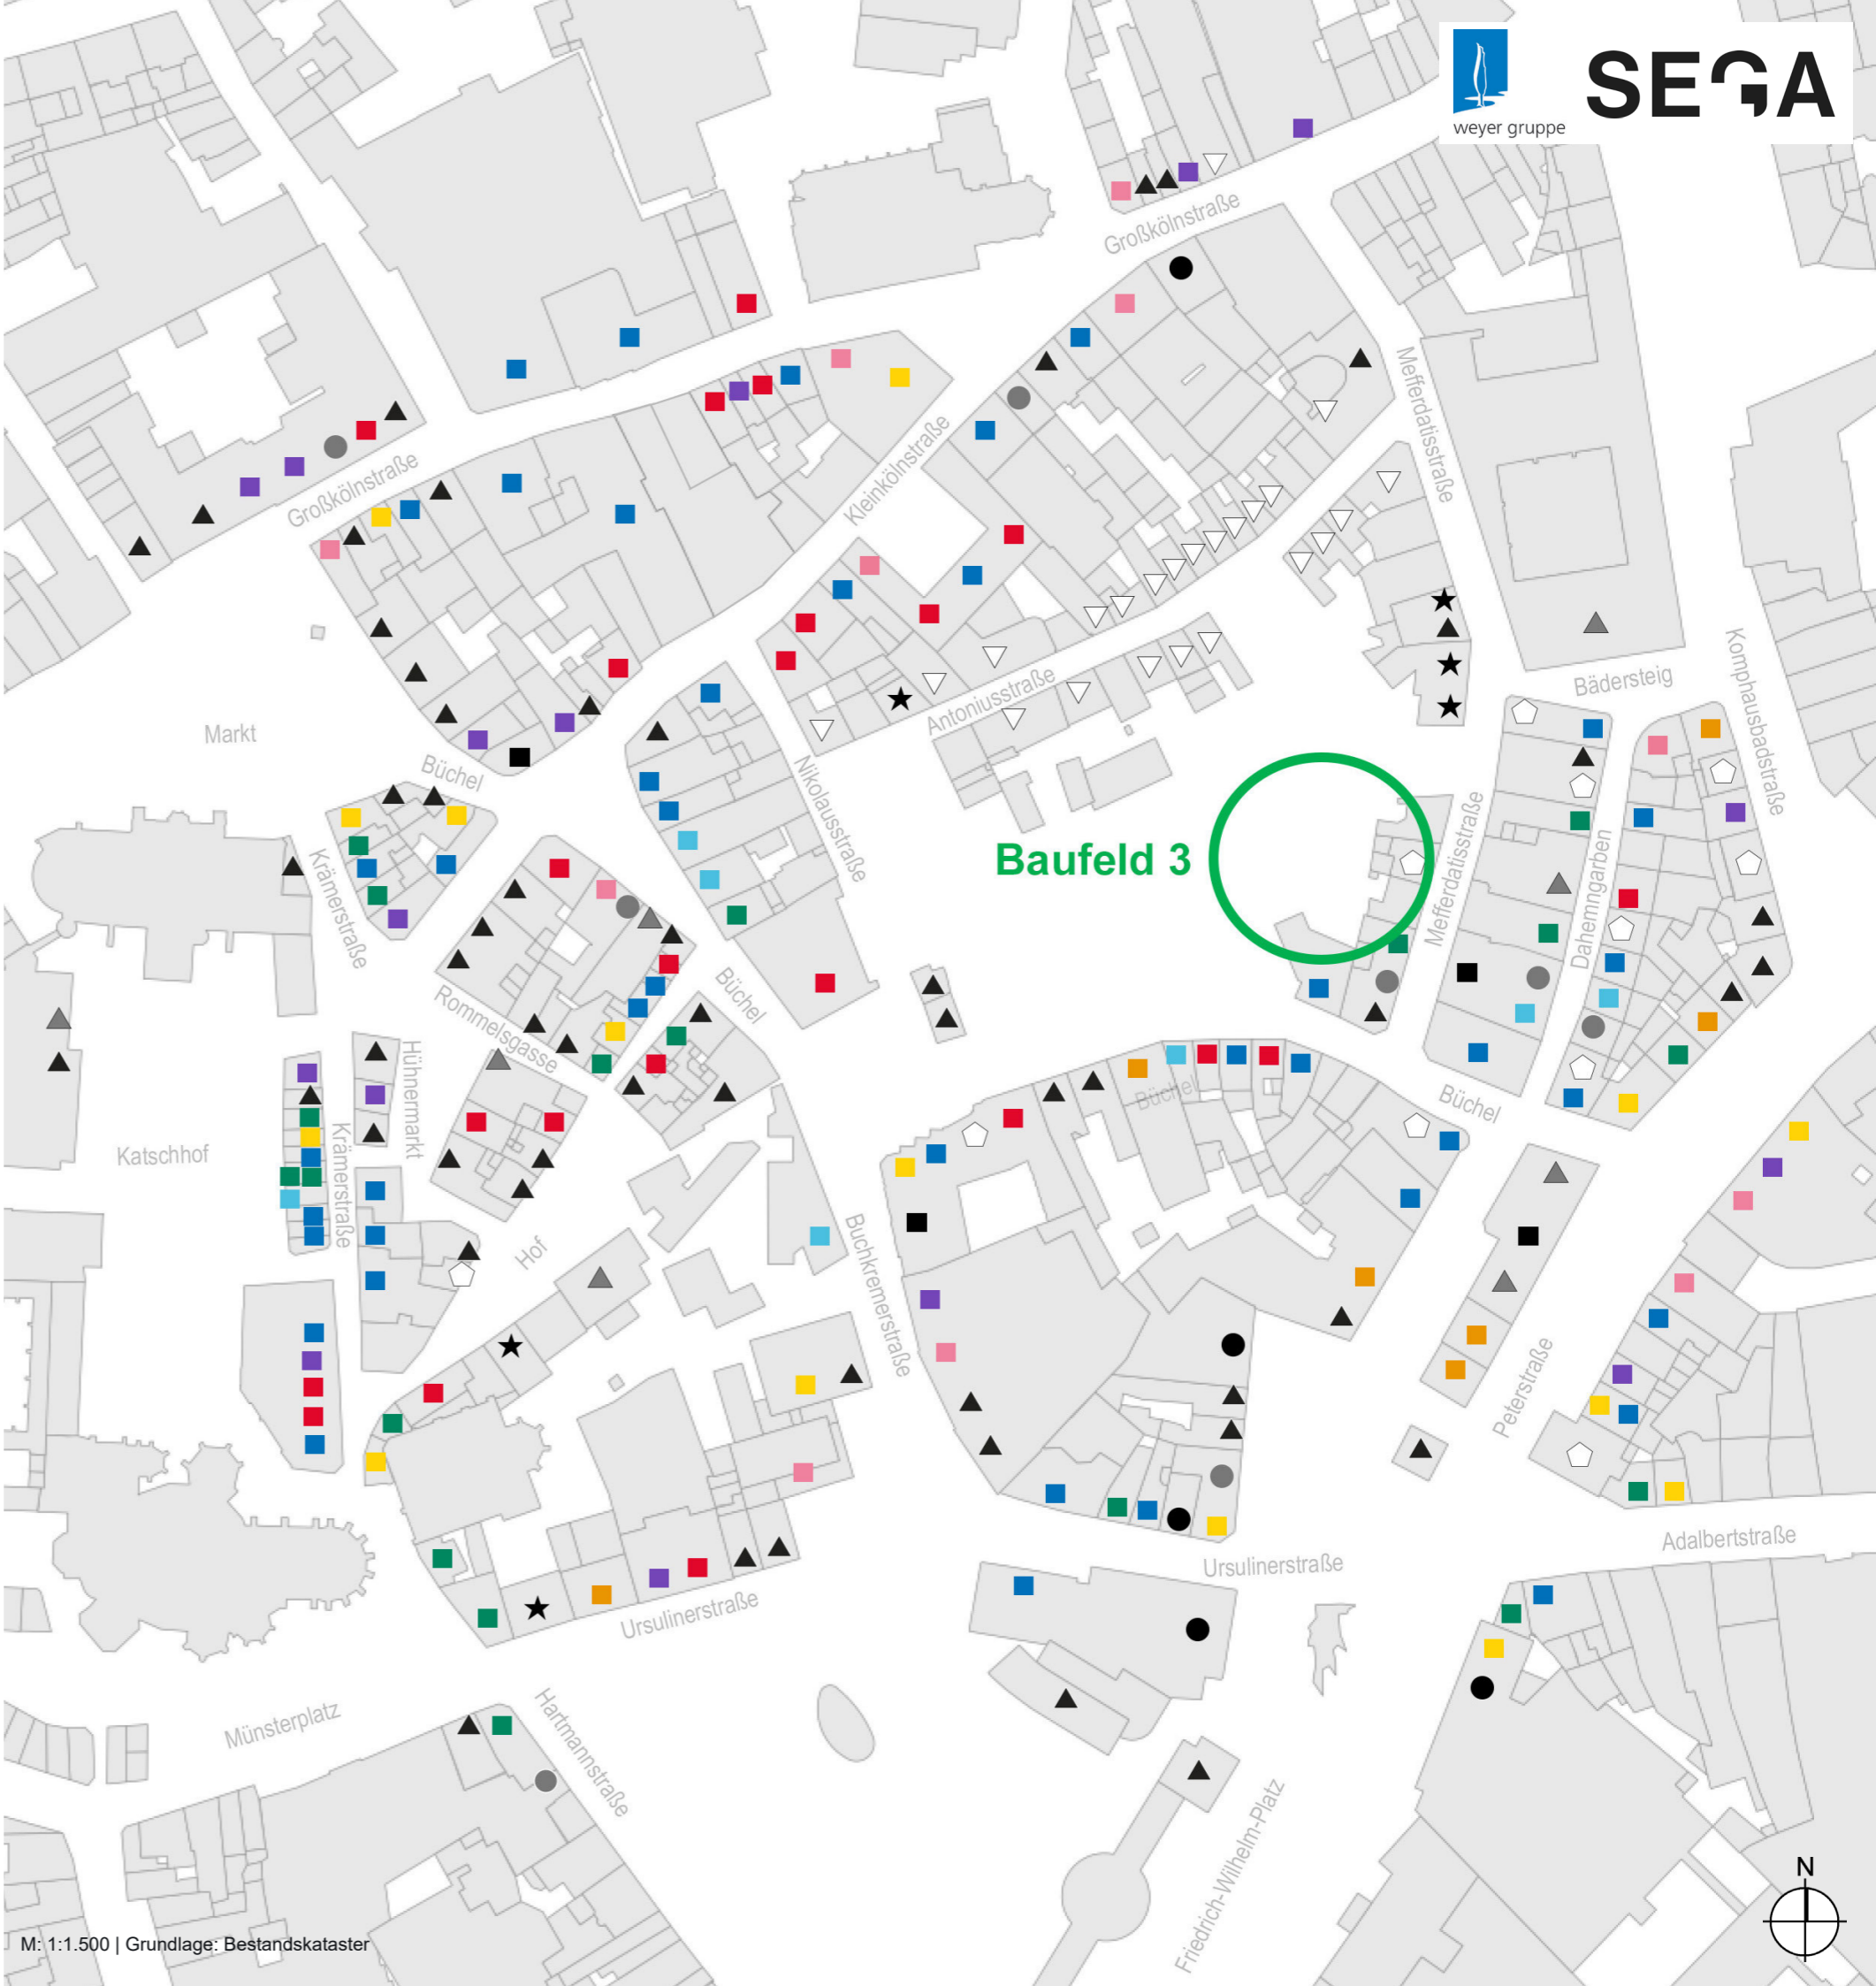 weyer gruppe
SEGA
Großkölnstraße
Mefferdatisstraße
Kleinkölnstraße
Großkölnstraße
Komphausbadstraße
Bädersteig
Antoniusstraße
Markt
Büchel
Nikolausstraße
Baufeld 3
Mefferdatisstraße
Dahemngarben
Krämerstraße
Büchel
Rommelsgasse
Hühnermarkt
Büchel
Büchel
Katschhof
Krämerstraße
Hof
Buchkremerstraße
Peterstraße
Adalbertstraße
Ursulinerstraße
Ursulinerstraße
Münsterplatz
Hartmannstraße
Friedrich-Wilhelm-Platz
N
M: 1:1.500 | Grundlage: Bestandskataster